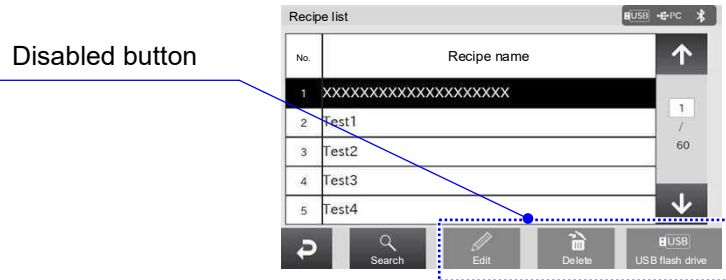 Recipe list
USB PC
Disabled button
No. Recipe name
1 XXXXXXXXXXXXXXXXXXXX
2 Test1
3 Test2
4 Test3
5 Test4
1
/
60
Search
Edit
Delete
USB
USB flash drive